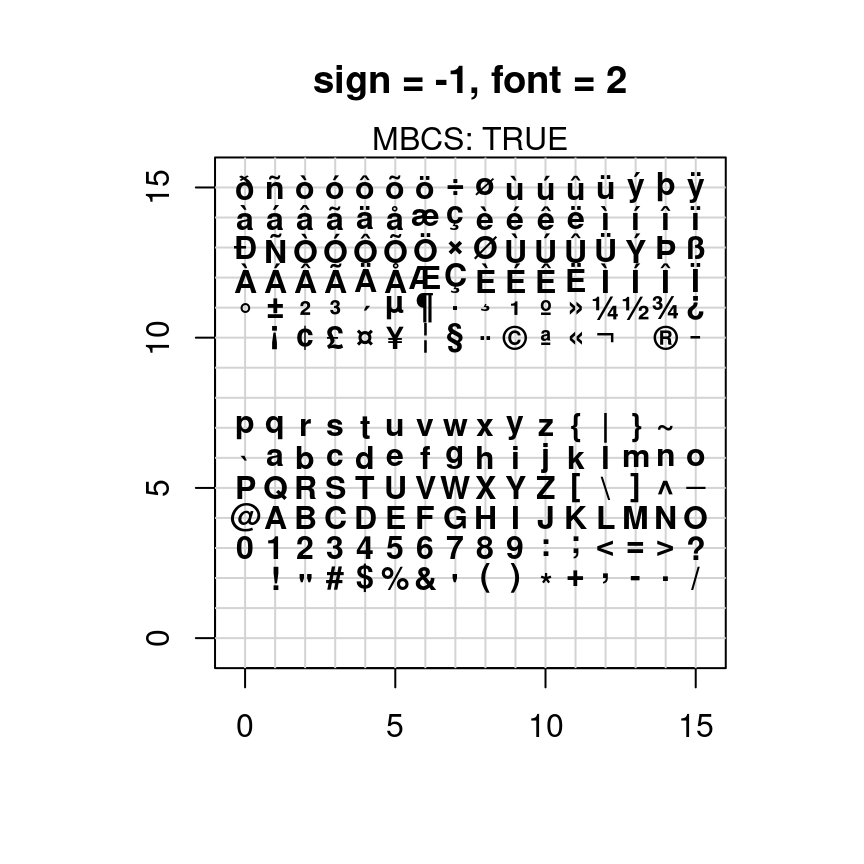 sign = -1, font = 2
MBCS: TRUE
15
ð ñ ò ó ô õ ö ÷ ø ù ú û ü ý þ ÿ
à á â ã ä å æ ç è é ê ë ì í î ï
Ð Ñ Ò Ó Ô Õ Ö × Ø Ù Ú Û Ü Ý Þ ß
À Á Â Ã Ä Å Æ Ç È É Ê Ë Ì Í Î Ï
° ± ² ³ ´ µ ¶ · ¸ ¹ º » ¼ ½ ¾ ¿
10
¡ ¢ £ ¤ ¥ ¦ § ¨ © ª « ¬ ® ¯
p q r s t u v w x y z { | } ~
` a b c d e f g h i j k l m n o
5
P Q R S T U V W X Y Z [ \ ] ^ _
@ A B C D E F G H I J K L M N O
0 1 2 3 4 5 6 7 8 9 : ; < = > ?
! " # $ % & ' ( ) * + , - . /
0
0 5 10 15